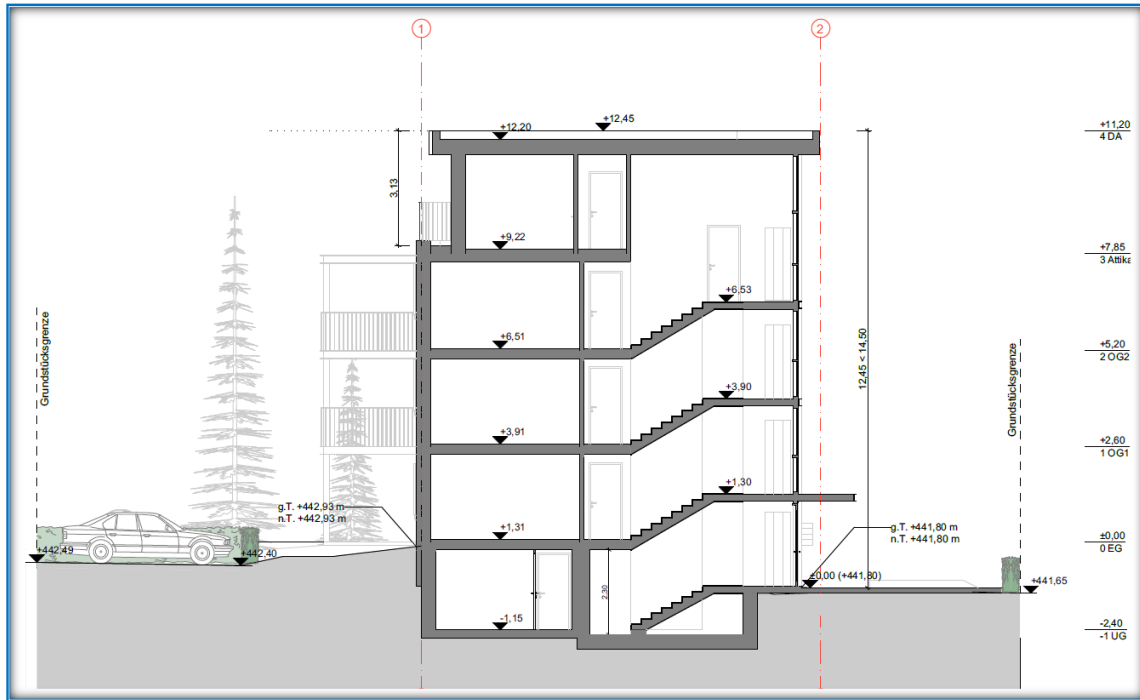 1
2
+12,45
+12,20
+11,20
4 DA
3,13
+9,22
+7,85
3 Attika
+6,53
+6,51
+5,20
2 OG2
Grundstücksgrenze
12,45 < 14,50
Grundstücksgrenze
+3,90
+3,91
+2,60
1 OG1
+1,30
g.T. +442,93 m
n.T. +442,93 m
g.T. +441,80 m
n.T. +441,80 m
+1,31
±0,00
0 EG
+442,49
+442,40
±0,00 (+441,80)
+441,65
2,30
-1,15
-2,40
-1 UG